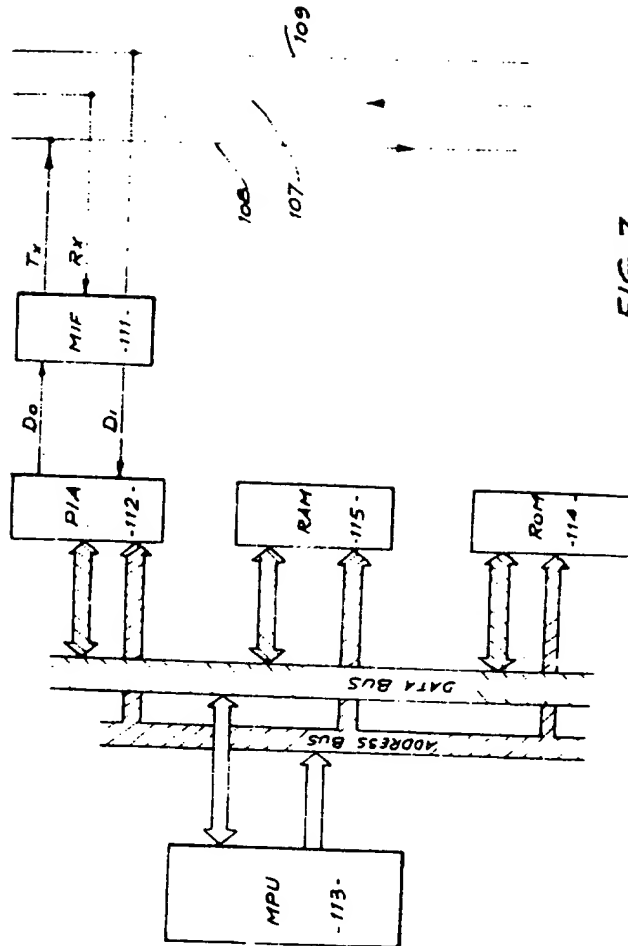 Tx
Rx
109
108
107
MIF
-111-
Do
Di
PIA
-112-
RAM
-115-
ROM
-114-
DATA BUS
ADDRESS BUS
MPU
-113-
FIG